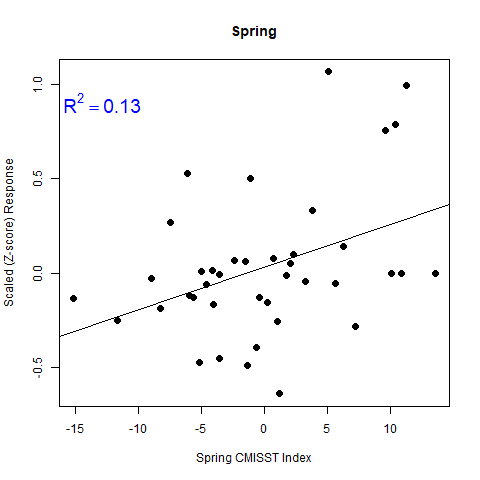 Spring
R² = 0.13
Scaled (Z-score) Response
1.0
0.5
0.0
-0.5
-15 -10 -5 0 5 10
Spring CMISST Index